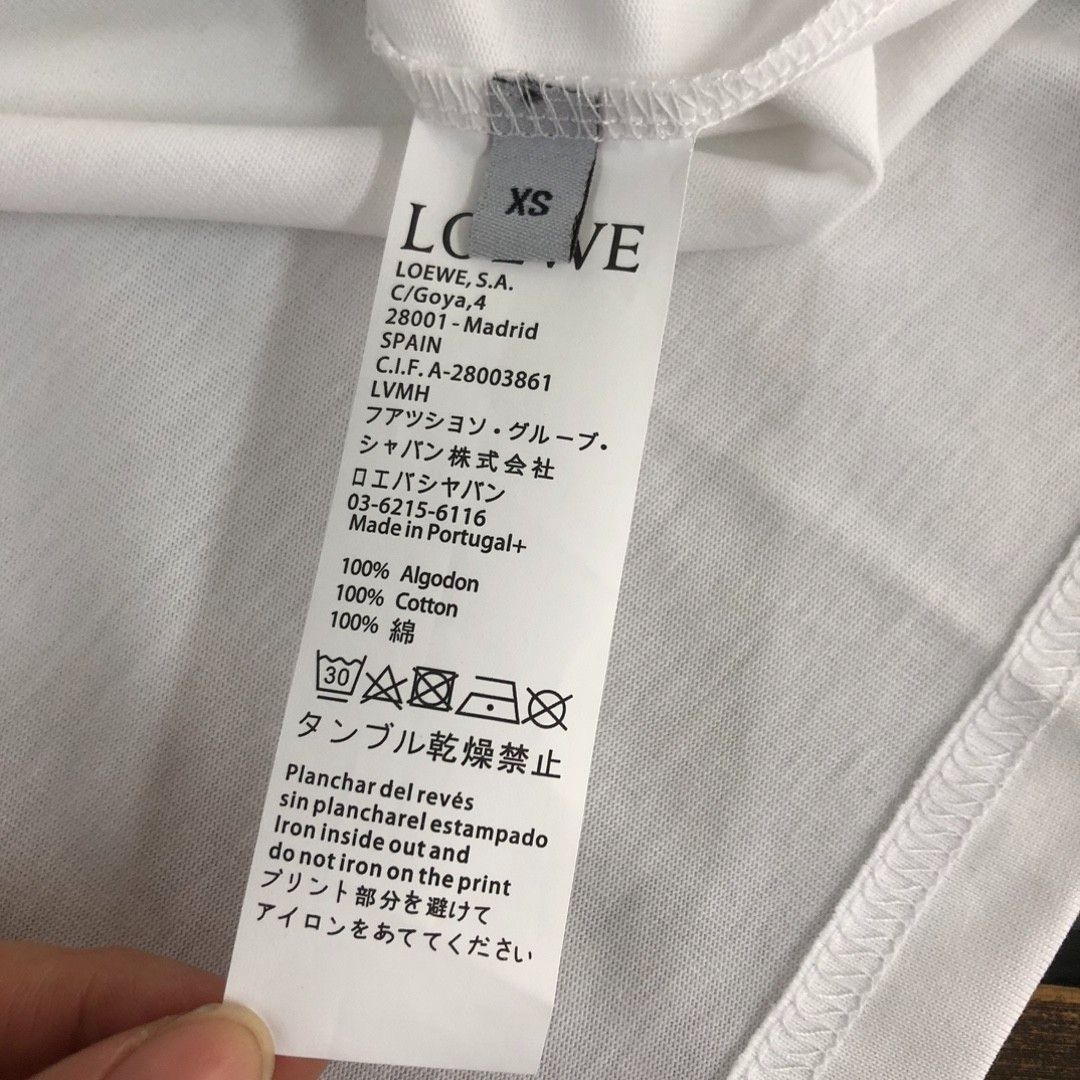 XS
LOEWE
LOEWE, S.A.
C/Goya,4
28001 - Madrid
SPAIN
C.I.F. A-28003861
LVMH
フアツシヨソ・グルーブ・
シャバン株式会社
ロエバシヤバン
03-6215-6116
Made in Portugal+
100% Algodon
100% Cotton
100% 綿
30
タンブル乾燥禁止
Planchar del revés
sin plancharel estampado
Iron inside out and
do not iron on the print
ブリント部分を避けて
アイロンをあててください